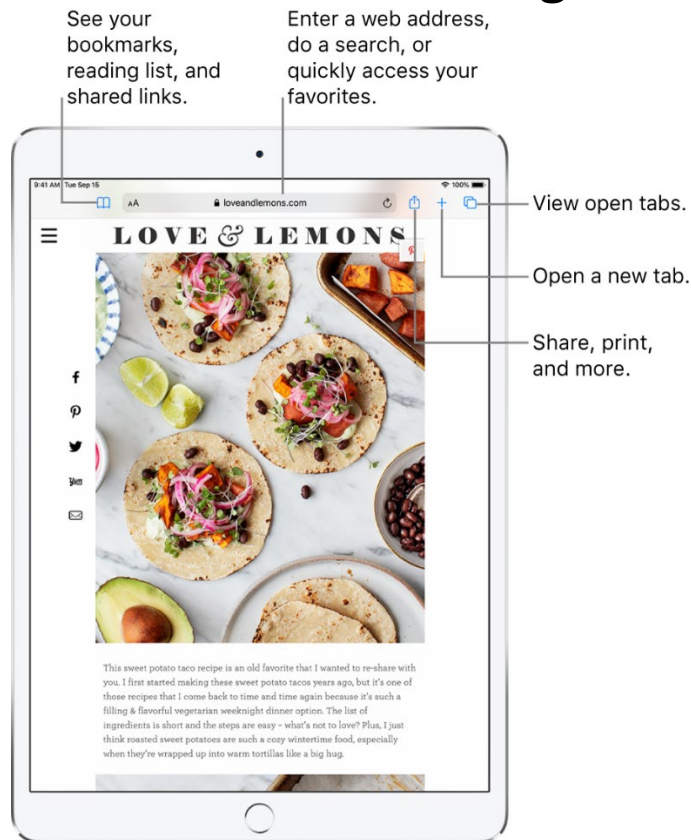 See your
bookmarks,
reading list, and
shared links.
Enter a web address,
do a search, or
quickly access your
favorites.
9:41 AM Tue Sep 15
100%
AA
loveandlemons.com
View open tabs.
LOVE & LEMONS
Open a new tab.
Share, print,
and more.
You
This sweet potato taco recipe is an old favorite that I wanted to re-share with
you. I first started making these sweet potato tacos years ago, but it's one of
those recipes that I come back to time and time again because it's such a
filling & flavorful vegetarian weeknight dinner option. The list of
ingredients is short and the steps are easy – what's not to love? Plus, I just
think roasted sweet potatoes are such a cozy wintertime food, especially
when they're wrapped up into warm tortillas like a big hug.